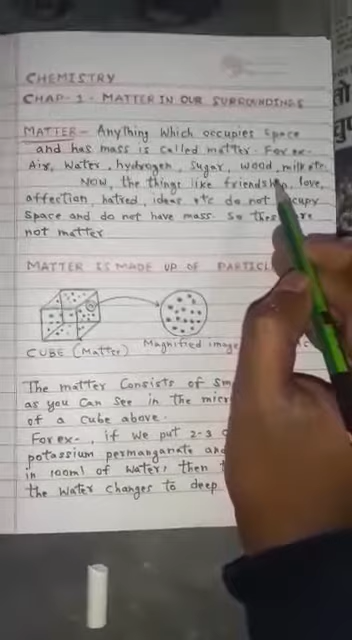 CHEMISTRY
CHAP-1-MATTER IN OUR SURROUNDINGS
MATTER- Anything which occupies space
and has mass is called matter. For ex-
Air, water, hydrogen, sugar, wood, milk etc.
NOW, the things like friendship, love,
affection, hatred, ideas etc do not occupy
space and do not have mass so these are
not matter
MATTER IS MADE UP OF PARTICL
CUBE (Matter) Magnified image
The matter consists of sm
as you can see in the micr
of a cube above.
For ex-, if we put 2-3
potassium permanganate an
in 100ml of water, then
the water changes to deep